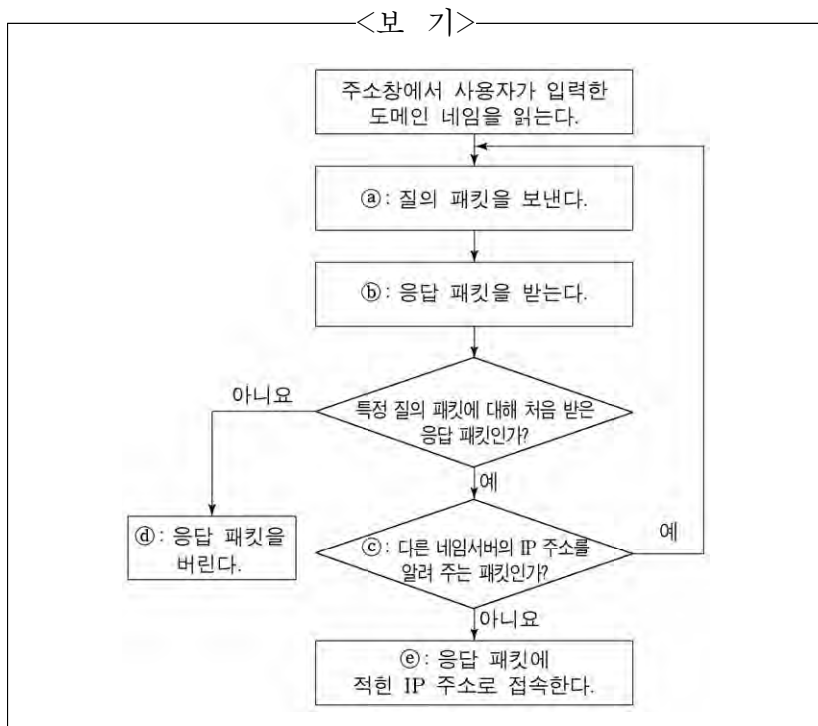 <보 기>
주소창에서 사용자가 입력한
도메인 네임을 읽는다.
ⓐ: 질의 패킷을 보낸다.
ⓑ: 응답 패킷을 받는다.
아니요
특정 질의 패킷에 대해 처음 받은
응답 패킷인가?
예
ⓓ: 응답 패킷을
버린다.
ⓒ: 다른 네임서버의 IP 주소를
알려 주는 패킷인가?
예
아니요
ⓔ: 응답 패킷에
적힌 IP 주소로 접속한다.